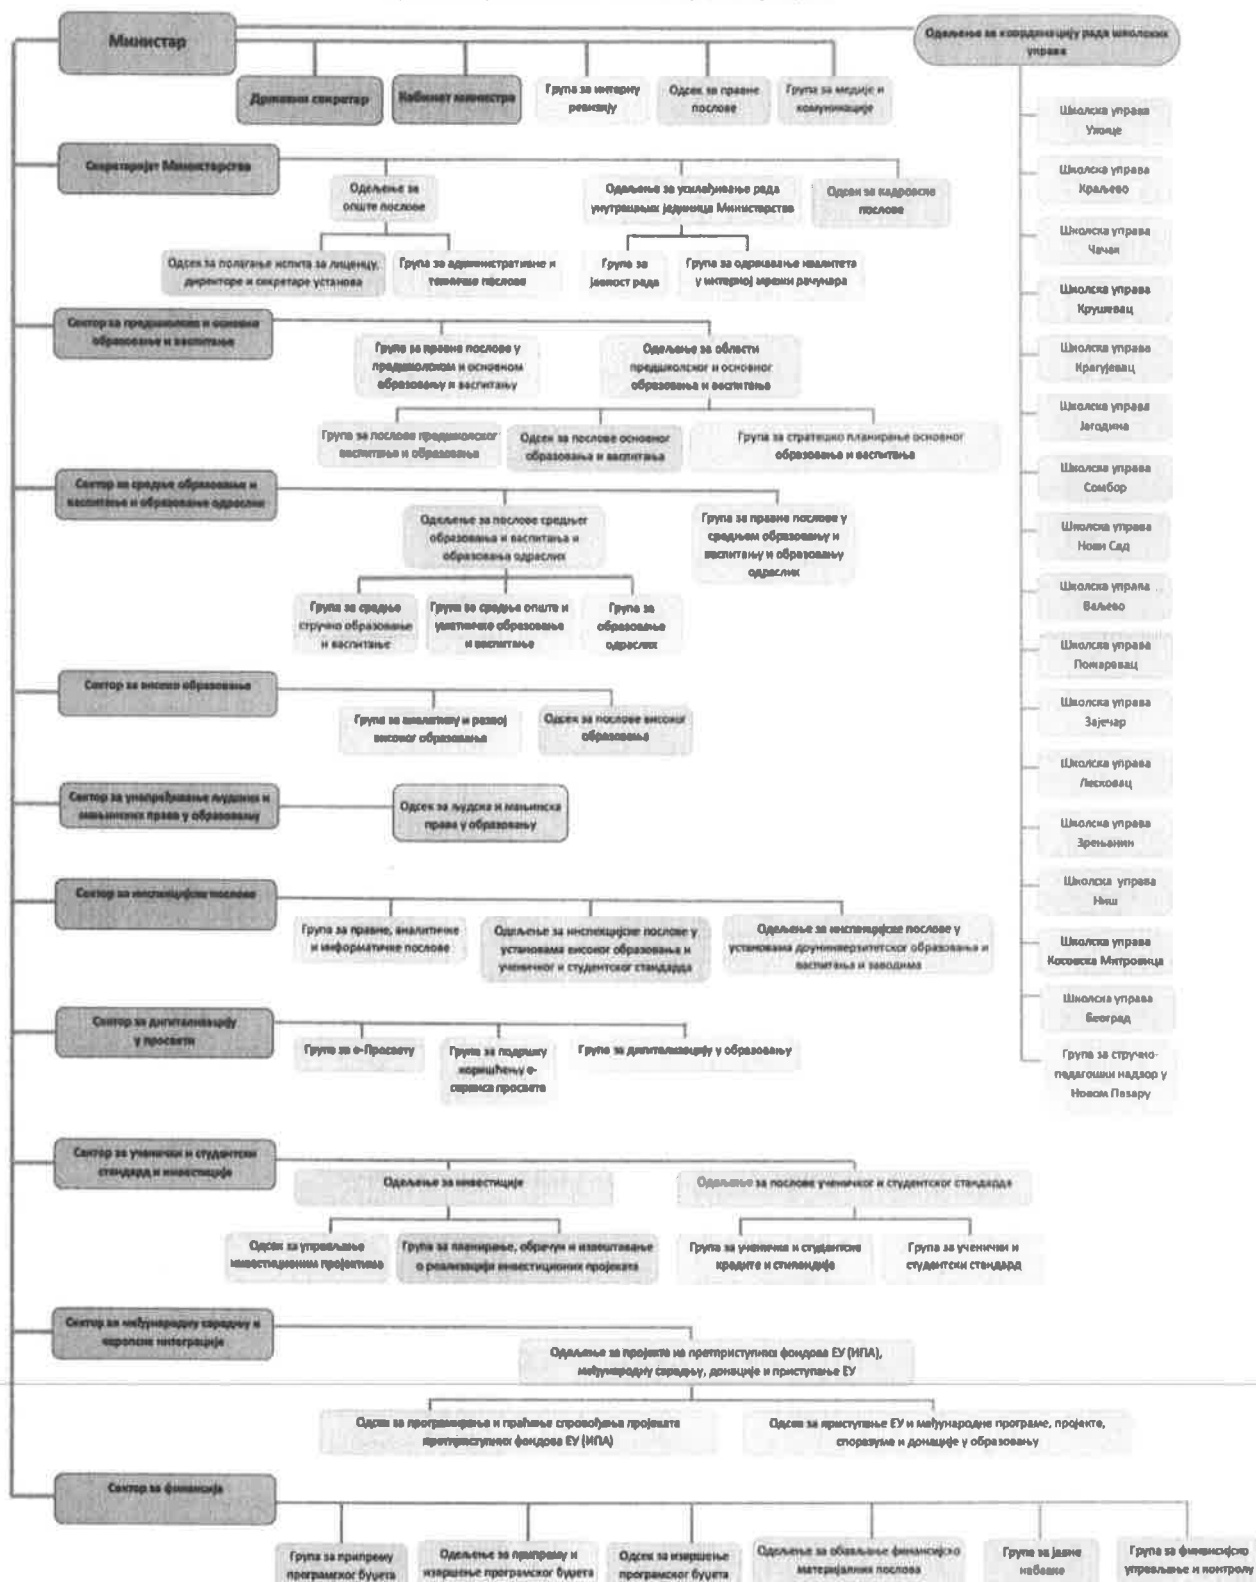 Министар
Одељење за координацију рада школских
управа
Државни секретар
Кабинет министра
Група за интерну
ревизију
Одсек за правне
послове
Група за медије и
комуникације
Школска управа
Ужице
Школска управа
Краљево
Школска управа
Чачак
Школска управа
Крушевац
Школска управа
Крагујевац
Школска управа
Јагодина
Школска управа
Сомбор
Школска управа
Нови Сад
Школска управа
Ваљево
Школска управа
Пожаревац
Школска управа
Зајечар
Школска управа
Лесковац
Школска управа
Зрењанин
Школска управа
Ниш
Школска управа
Косовска Митровица
Школска управа
Београд
Група за стручно-
педагошки надзор у
Новом Пазару
Секретаријат Министарства
Одељење за
опште послове
Одељење за усклађивање рада
унутрашњих јединица Министарства
Одсек за кадровске
послове
Одсек за полагање испита за лиценцу,
директоре и секретаре установа
Група за административне и
техничке послове
Група за
јавност рада
Група за одржавање квалитета
у интерној мрежи рачунара
Сектор за предшколско и основно
образовање и васпитање
Група за правне послове у
предшколском и основном
образовању и васпитању
Одељење за области
предшколског и основног
образовања и васпитања
Група за послове предшколског
васпитања и образовања
Одсек за послове основног
образовања и васпитања
Група за стратешко планирање основног
образовања и васпитања
Сектор за средње образовање и
васпитање и образовање одраслих
Одељење за послове средњег
образовања и васпитања и
образовања одраслих
Група за правне послове у
средњем образовању и
васпитању и образовању
одраслих
Група за средње
стручно образовање
и васпитање
Група за средње опште и
уметничко образовање
и васпитање
Група за
образовање
одраслих
Сектор за високо образовање
Група за аналитику и развој
високог образовања
Одсек за послове високог
образовања
Сектор за унапређивање људских и
мањинских права у образовању
Одсек за људска и мањинска
права у образовању
Сектор за инспекцијске послове
Група за правне, аналитичке
и информатичке послове
Одељење за инспекцијске послове у
установама високог образовања и
ученичког и студентског стандарда
Одељење за инспекцијске послове у
установама доуниверзитетског образовања и
васпитања и заводима
Сектор за дигитализацију
у просвети
Група за е-Просвету
Група за подршку
коришћењу е-
сервиса просвете
Група за дигитализацију у образовању
Сектор за ученички и студентски
стандард и инвестиције
Одељење за инвестиције
Одељење за послове ученичког и студентског стандарда
Одсек за управљање
инвестиционим пројектима
Група за планирање, обрачун и извештавање
о реализацији инвестиционих пројеката
Група за ученичке и студентске
кредите и стипендије
Група за ученички и
студентски стандард
Сектор за међународну сарадњу и
европске интеграције
Одељење за пројекте из претприступних фондова ЕУ (ИПА),
међународну сарадњу, донације и приступање ЕУ
Одсек за програмирање и праћење спровођења пројеката
претприступних фондова ЕУ (ИПА)
Одсек за приступање ЕУ и међународне програме, пројекте,
споразуме и донације у образовању
Сектор за финансија
Група за припрему
програмског буџета
Одељење за припрему и
извршење програмског буџета
Одсек за извршење
програмског буџета
Одељење за обављање финансијско
материјалних послова
Група за јавне
набавке
Група за финансијско
управљање и контролу